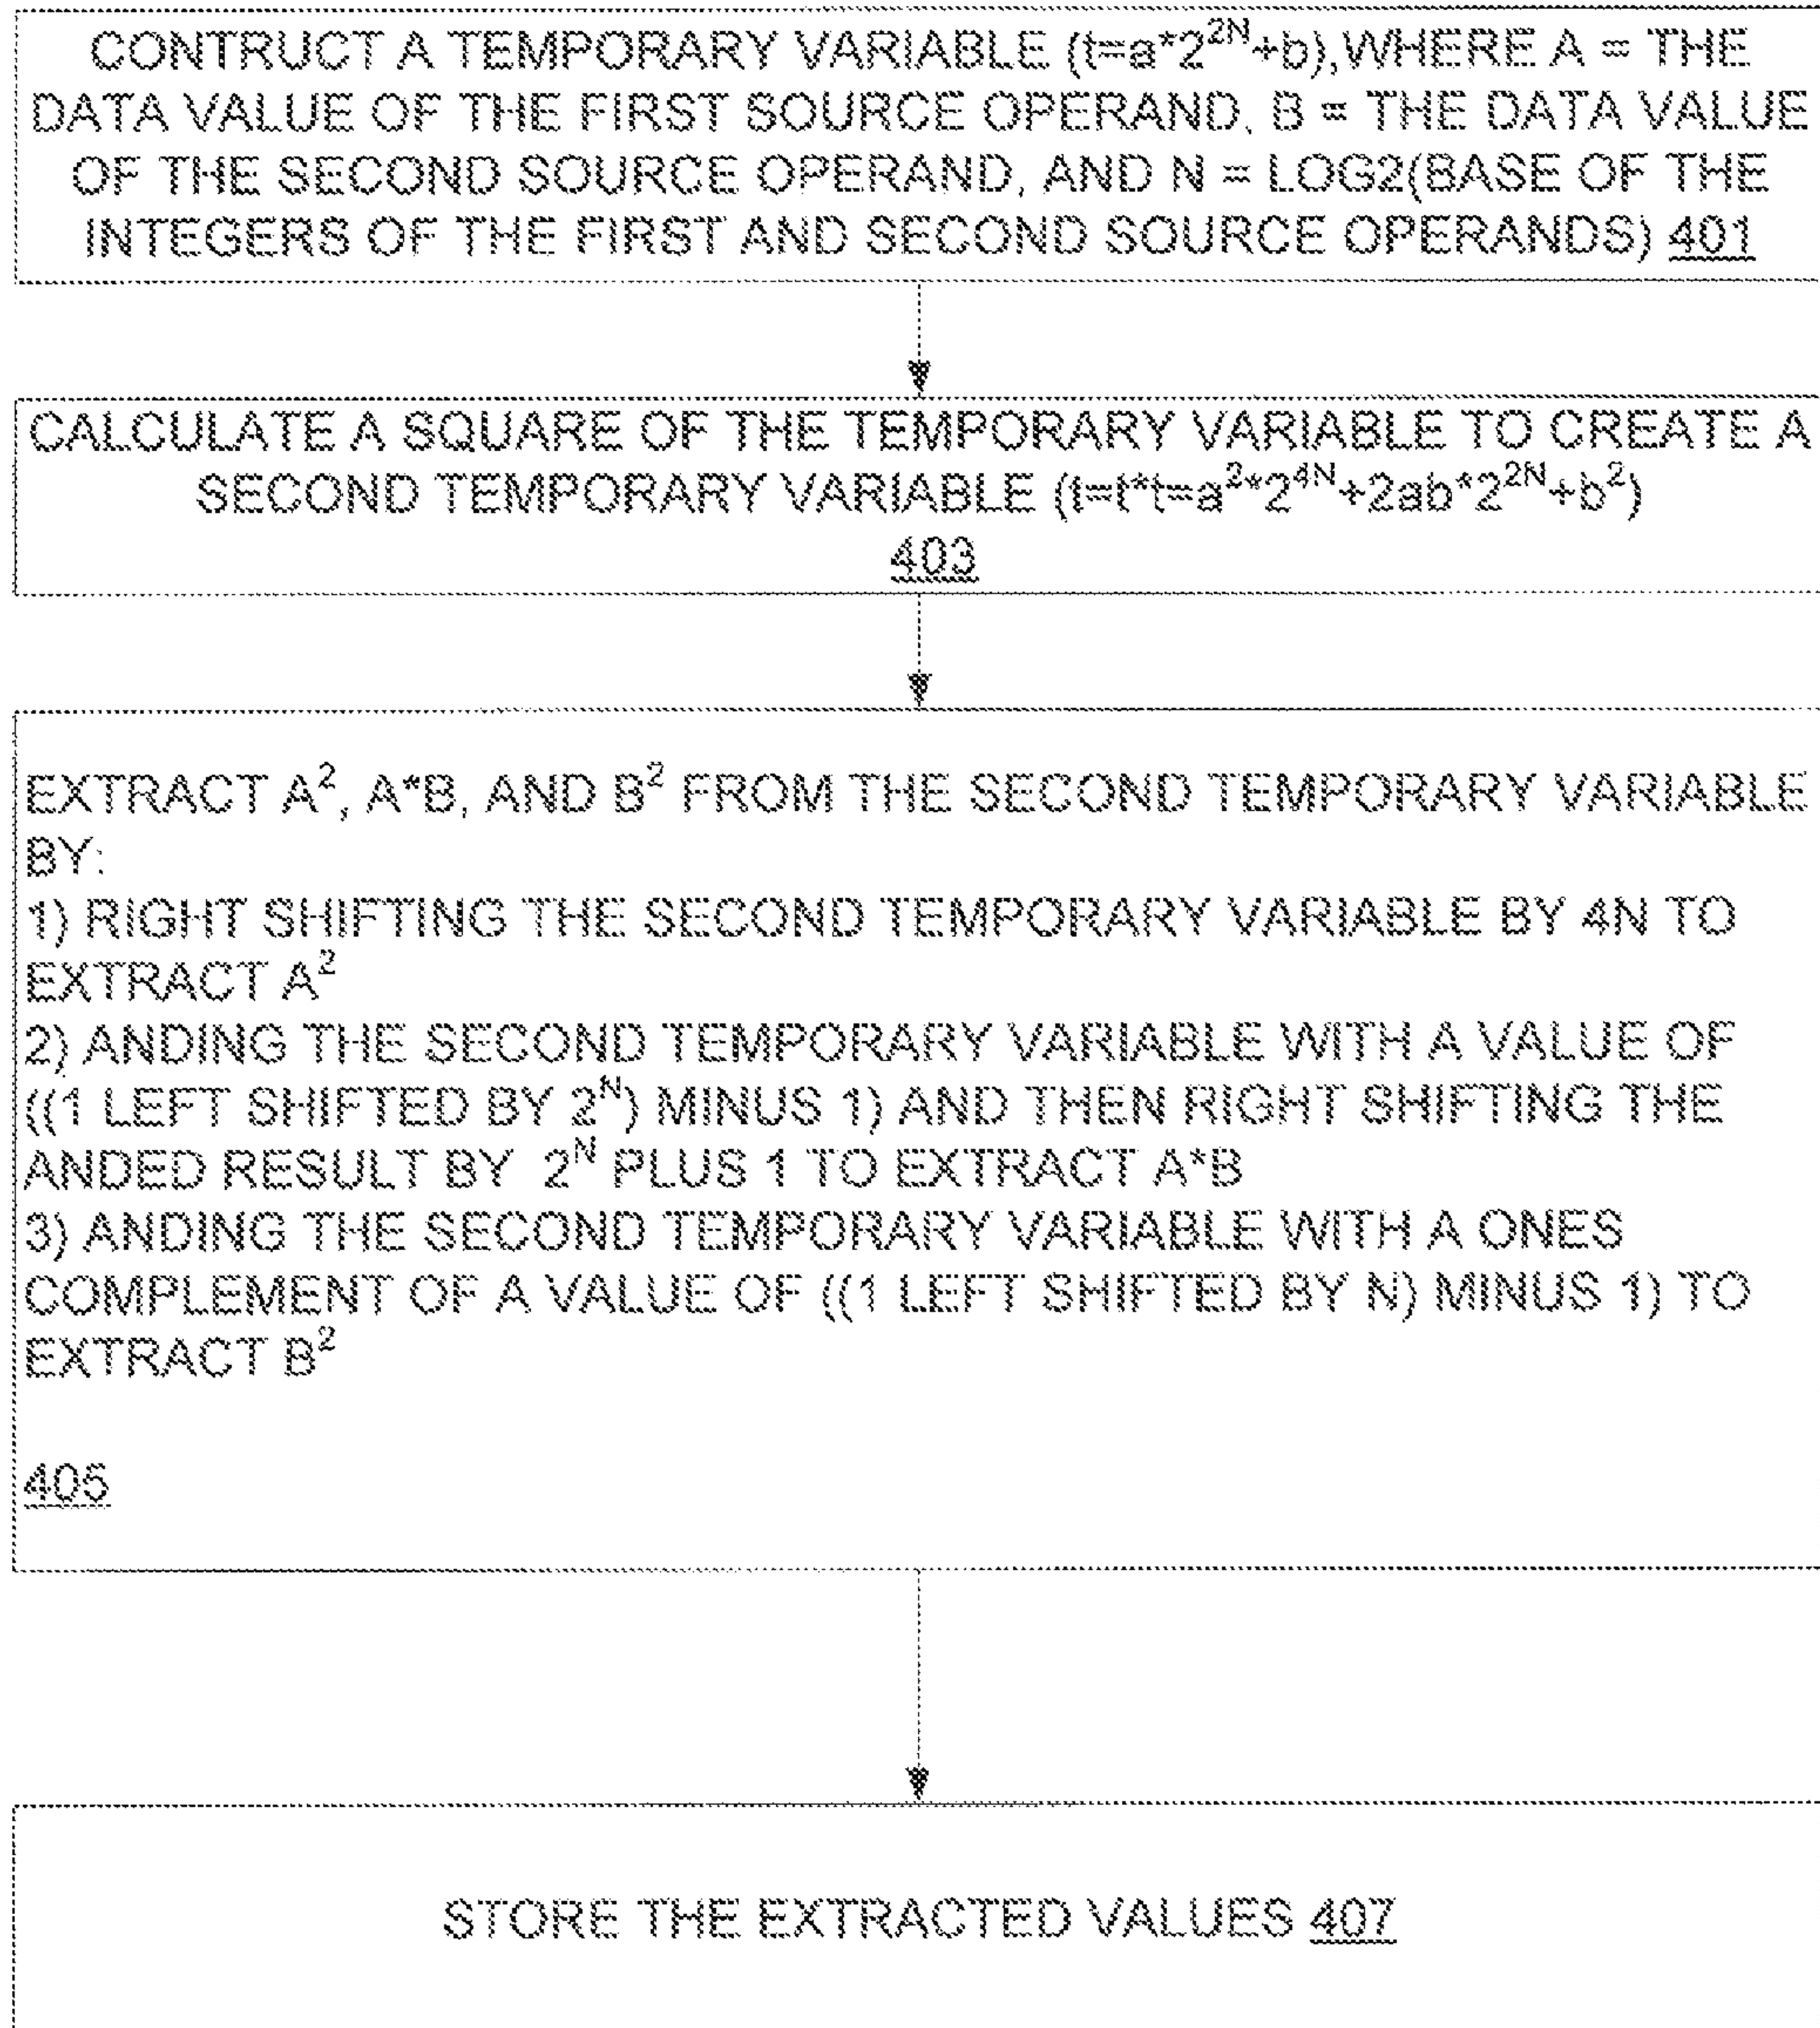 CONTRUCT A TEMPORARY VARIABLE (t=a*2^2N+b),WHERE A = THE
DATA VALUE OF THE FIRST SOURCE OPERAND, B = THE DATA VALUE
OF THE SECOND SOURCE OPERAND, AND N = LOG2(BASE OF THE
INTEGERS OF THE FIRST AND SECOND SOURCE OPERANDS) 401
CALCULATE A SQUARE OF THE TEMPORARY VARIABLE TO CREATE A
SECOND TEMPORARY VARIABLE (t=t*t=a²*2^4N+2ab*2^2N+b²)
403
EXTRACT A², A*B, AND B² FROM THE SECOND TEMPORARY VARIABLE
BY:
1) RIGHT SHIFTING THE SECOND TEMPORARY VARIABLE BY 4N TO
EXTRACT A²
2) ANDING THE SECOND TEMPORARY VARIABLE WITH A VALUE OF
((1 LEFT SHIFTED BY 2^N) MINUS 1) AND THEN RIGHT SHIFTING THE
ANDED RESULT BY 2^N PLUS 1 TO EXTRACT A*B
3) ANDING THE SECOND TEMPORARY VARIABLE WITH A ONES
COMPLEMENT OF A VALUE OF ((1 LEFT SHIFTED BY N) MINUS 1) TO
EXTRACT B²
405
STORE THE EXTRACTED VALUES 407